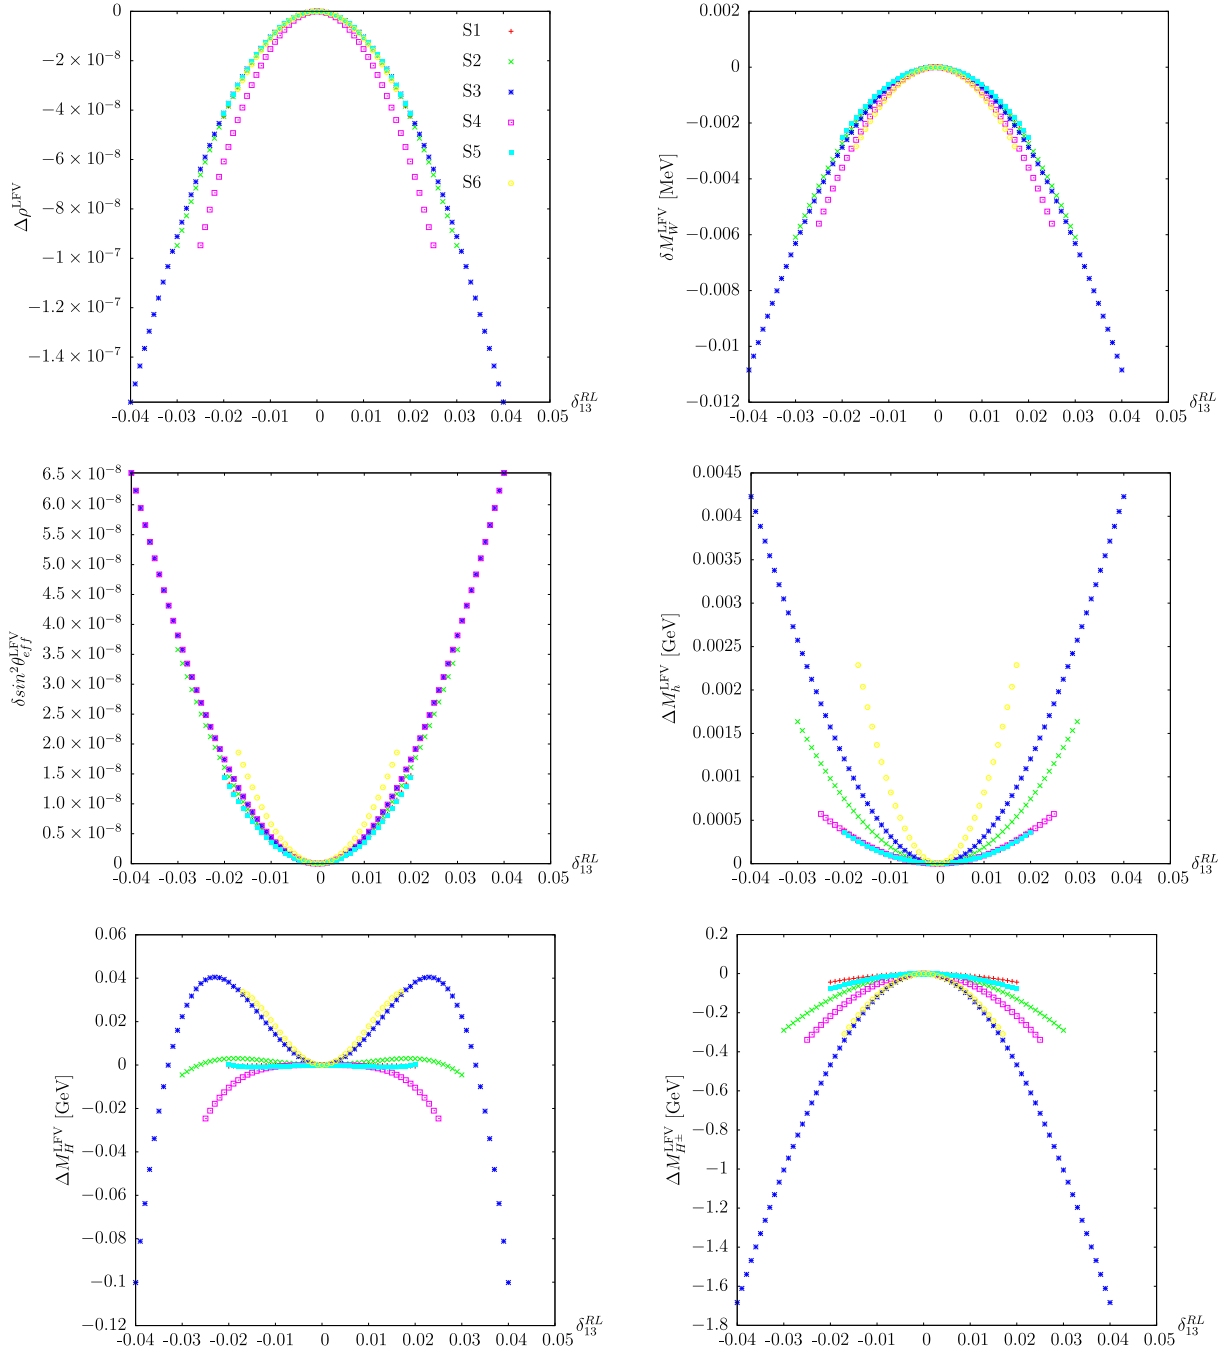 0
−2 × 10⁻⁸
−4 × 10⁻⁸
−6 × 10⁻⁸
−8 × 10⁻⁸
−1 × 10⁻⁷
−1.2 × 10⁻⁷
−1.4 × 10⁻⁷
Δρ^LFV
S1
S2
S3
S4
S5
S6
-0.04 -0.03 -0.02 -0.01 0 0.01 0.02 0.03 0.04 0.05 δ₁₃^RL
0.002
0
−0.002
−0.004
−0.006
−0.008
−0.01
−0.012
δM_W^LFV [MeV]
-0.04 -0.03 -0.02 -0.01 0 0.01 0.02 0.03 0.04 0.05 δ₁₃^RL
6.5 × 10⁻⁸
6.0 × 10⁻⁸
5.5 × 10⁻⁸
5.0 × 10⁻⁸
4.5 × 10⁻⁸
4.0 × 10⁻⁸
3.5 × 10⁻⁸
3.0 × 10⁻⁸
2.5 × 10⁻⁸
2.0 × 10⁻⁸
1.5 × 10⁻⁸
1.0 × 10⁻⁸
0.5 × 10⁻⁸
0
δsin²θ_eff^LFV
-0.04 -0.03 -0.02 -0.01 0 0.01 0.02 0.03 0.04 0.05 δ₁₃^RL
0.0045
0.004
0.0035
0.003
0.0025
0.002
0.0015
0.001
0.0005
0
ΔM_h^LFV [GeV]
-0.04 -0.03 -0.02 -0.01 0 0.01 0.02 0.03 0.04 0.05 δ₁₃^RL
0.06
0.04
0.02
0
−0.02
−0.04
−0.06
−0.08
−0.1
−0.12
ΔM_H^LFV [GeV]
-0.04 -0.03 -0.02 -0.01 0 0.01 0.02 0.03 0.04 0.05 δ₁₃^RL
0.2
0
−0.2
−0.4
−0.6
−0.8
−1
−1.2
−1.4
−1.6
−1.8
ΔM_H±^LFV [GeV]
-0.04 -0.03 -0.02 -0.01 0 0.01 0.02 0.03 0.04 0.05 δ₁₃^RL